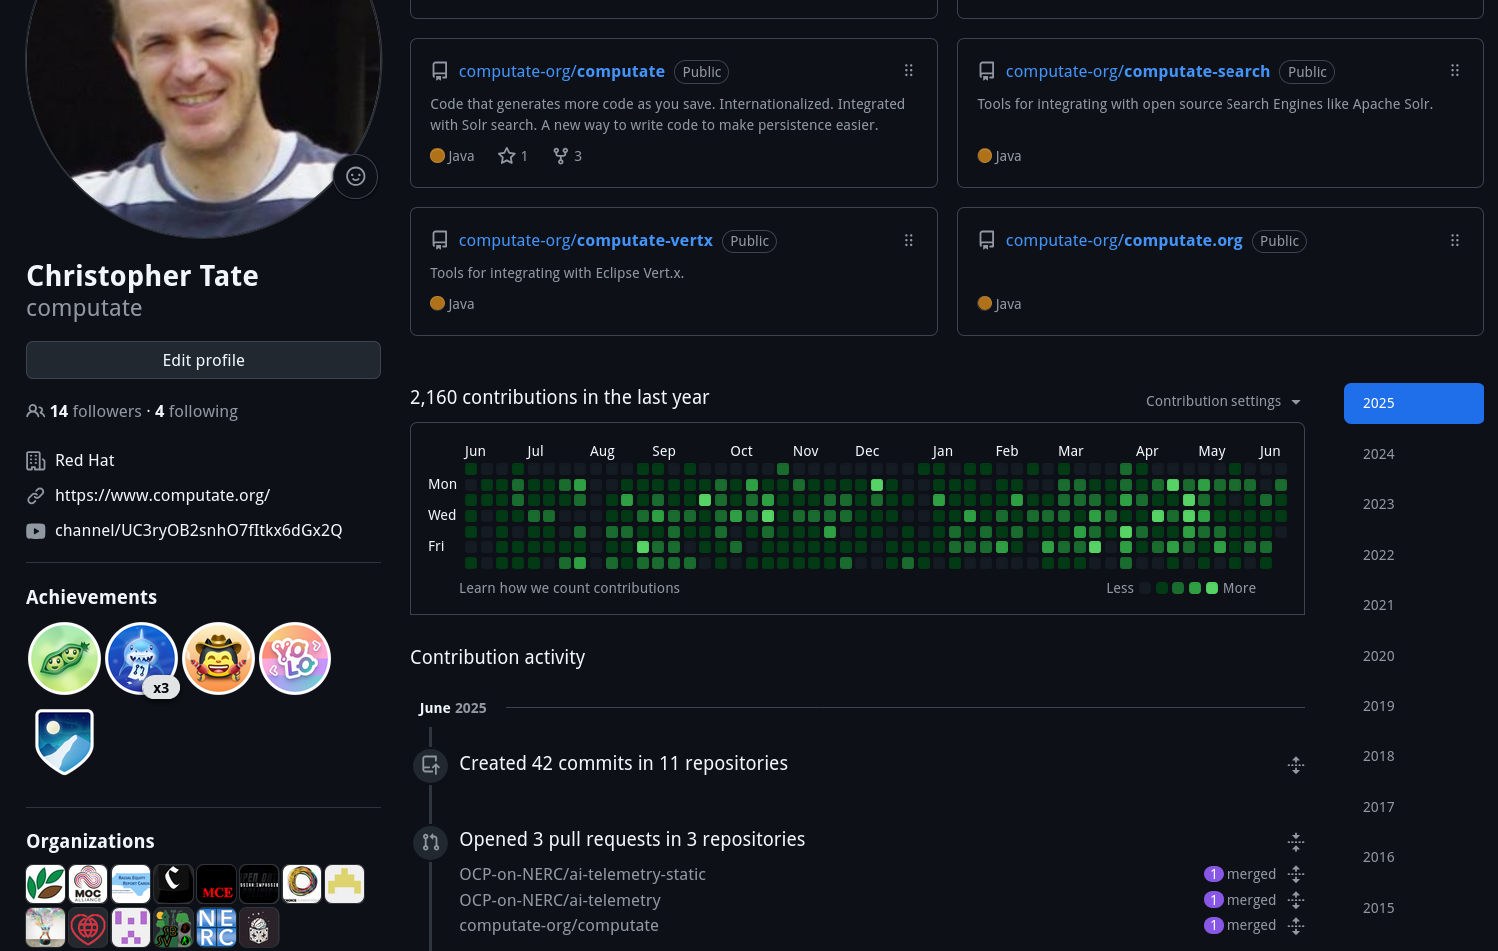 computate-org/computate Public
Code that generates more code as you save. Internationalized. Integrated
with Solr search. A new way to write code to make persistence easier.
Java 1 3
computate-org/computate-search Public
Tools for integrating with open source Search Engines like Apache Solr.
Java
computate-org/computate-vertx Public
Tools for integrating with Eclipse Vert.x.
Java
computate-org/computate.org Public
Java
Christopher Tate
computate
Edit profile
14 followers · 4 following
Red Hat
https://www.computate.org/
channel/UC3ryOB2snhO7fItkx6dGx2Q
Achievements
YOLO
x3
Organizations
MOC
ALLIANCE
RACIAL EQUITY
REPORT CARDS
MCE
NE
RC
2,160 contributions in the last year
Contribution settings
Jun Jul Aug Sep Oct Nov Dec Jan Feb Mar Apr May Jun
Mon
Wed
Fri
Learn how we count contributions
Less More
Contribution activity
June 2025
Created 42 commits in 11 repositories
Opened 3 pull requests in 3 repositories
OCP-on-NERC/ai-telemetry-static 1 merged
OCP-on-NERC/ai-telemetry 1 merged
computate-org/computate 1 merged
2025
2024
2023
2022
2021
2020
2019
2018
2017
2016
2015